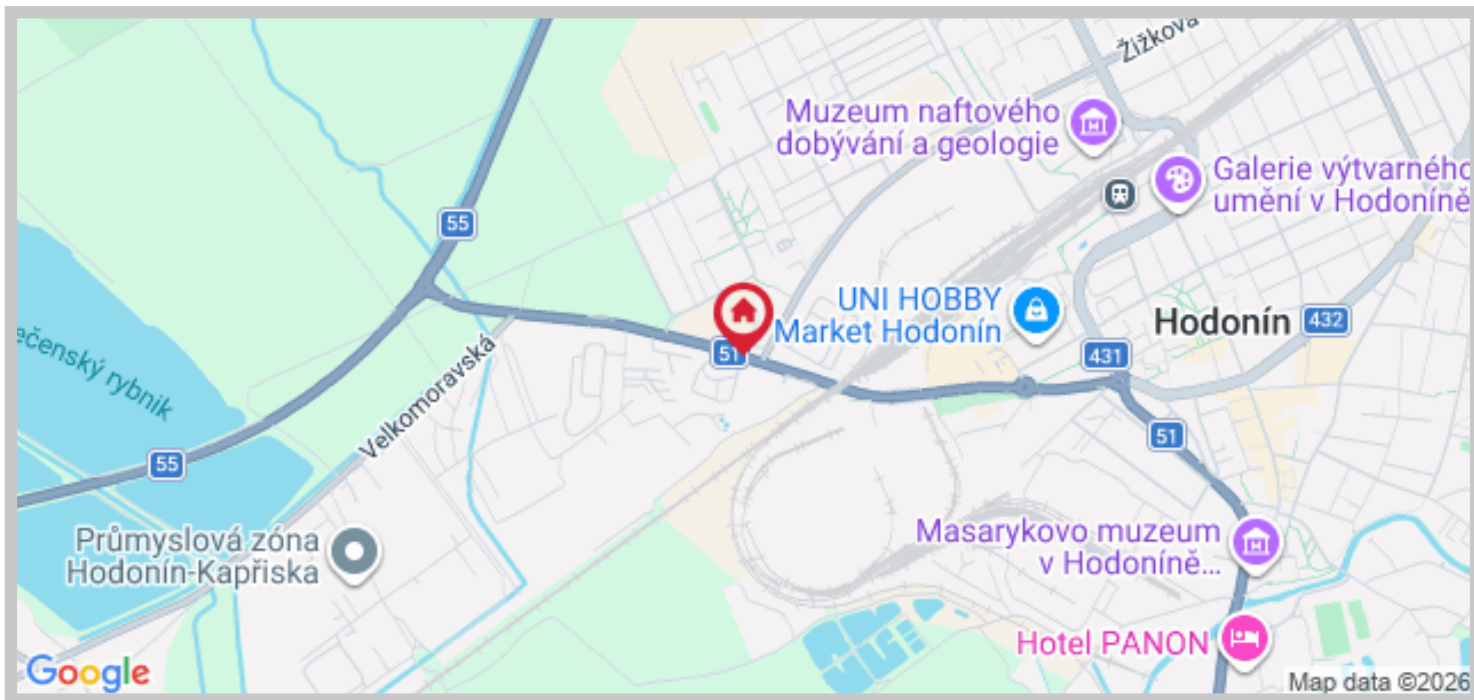 Žižkova
Muzeum naftového
dobývání a geologie
Galerie výtvarného
umění v Hodoníně
55
UNI HOBBY
Market Hodonín
Hodonín
432
51
431
ečenský rybník
Velkomoravská
55
51
Průmyslová zóna
Hodonín-Kapřiska
Masarykovo muzeum
v Hodoníně...
Hotel PANON
Google
Map data ©2026